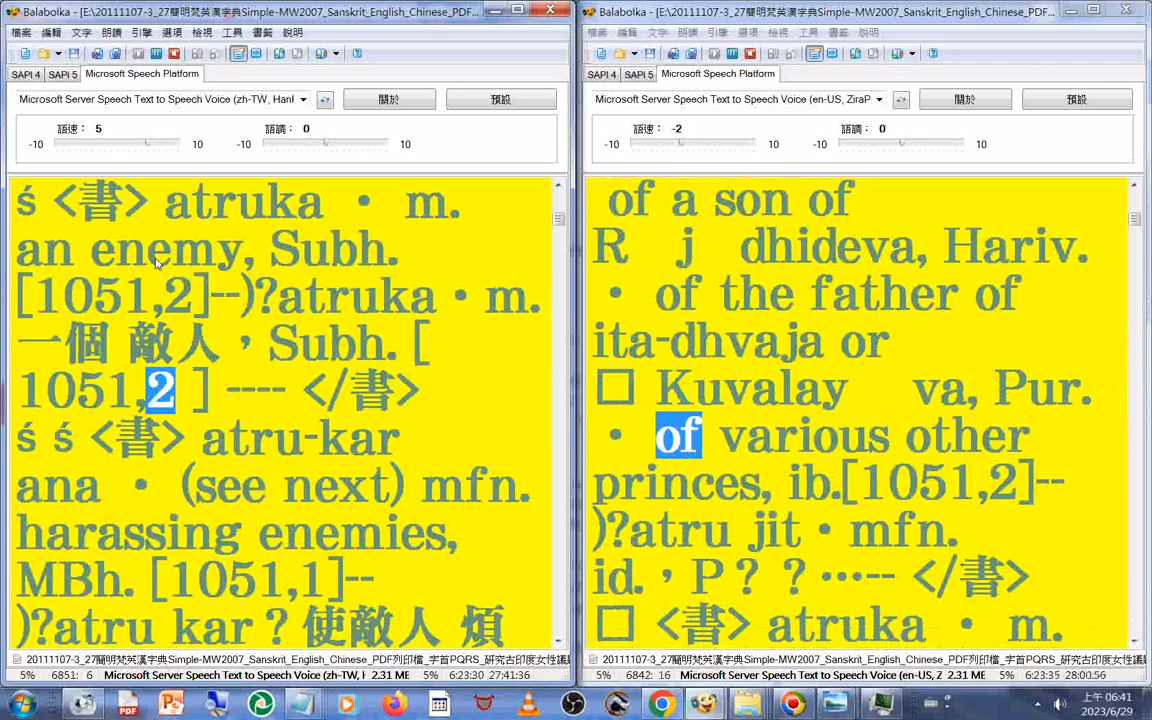 Balabolka - [E:\20111107-3_27簡明梵英漢字典Simple-MW2007_Sanskrit_English_Chinese_PDF...
檔案 編輯 文字 朗讀 引擎 選項 檢視 工具 書籤 說明
SAPI 4 SAPI 5 Microsoft Speech Platform
Microsoft Server Speech Text to Speech Voice (zh-TW, Hanl
關於
預設
語速: 5
語調: 0
-10 10 -10 10
ś <書> atruka • m.
an enemy, Subh.
[1051,2]--)?atruka•m.
一個 敵人,Subh. [
1051,2 ] ---- </書>
ś ś <書> atru-kar
ana • (see next) mfn.
harassing enemies,
MBh. [1051,1]--
)?atru kar?使敵人 煩
20111107-3_27簡明梵英漢字典Simple-MW2007_Sanskrit_English_Chinese_PDF列印檔_字首PQRS_研究古印度女性議
5% 6851: 6 Microsoft Server Speech Text to Speech Voice (zh-TW, H 2.31 ME 5% 6:23:30 27:41:36
Balabolka - [E:\20111107-3_27簡明梵英漢字典Simple-MW2007_Sanskrit_English_Chinese_PDF...
檔案 編輯 文字 朗讀 引擎 選項 檢視 工具 書籤 說明
SAPI 4 SAPI 5 Microsoft Speech Platform
Microsoft Server Speech Text to Speech Voice (en-US, ZiraP
關於
預設
語速: -2
語調: 0
-10 10 -10 10
of a son of
R j dhideva, Hariv.
• of the father of
ita-dhvaja or
□ Kuvalay va, Pur.
• of various other
princes, ib.[1051,2]--
)?atru jit•mfn.
id.,P??…-- </書>
□ <書> atruka • m.
20111107-3_27簡明梵英漢字典Simple-MW2007_Sanskrit_English_Chinese_PDF列印檔_字首PQRS_研究古印度女性議
5% 6842: 16 Microsoft Server Speech Text to Speech Voice (en-US, Z 2.31 ME 5% 6:23:35 28:00:56
上午 06:41
2023/6/29